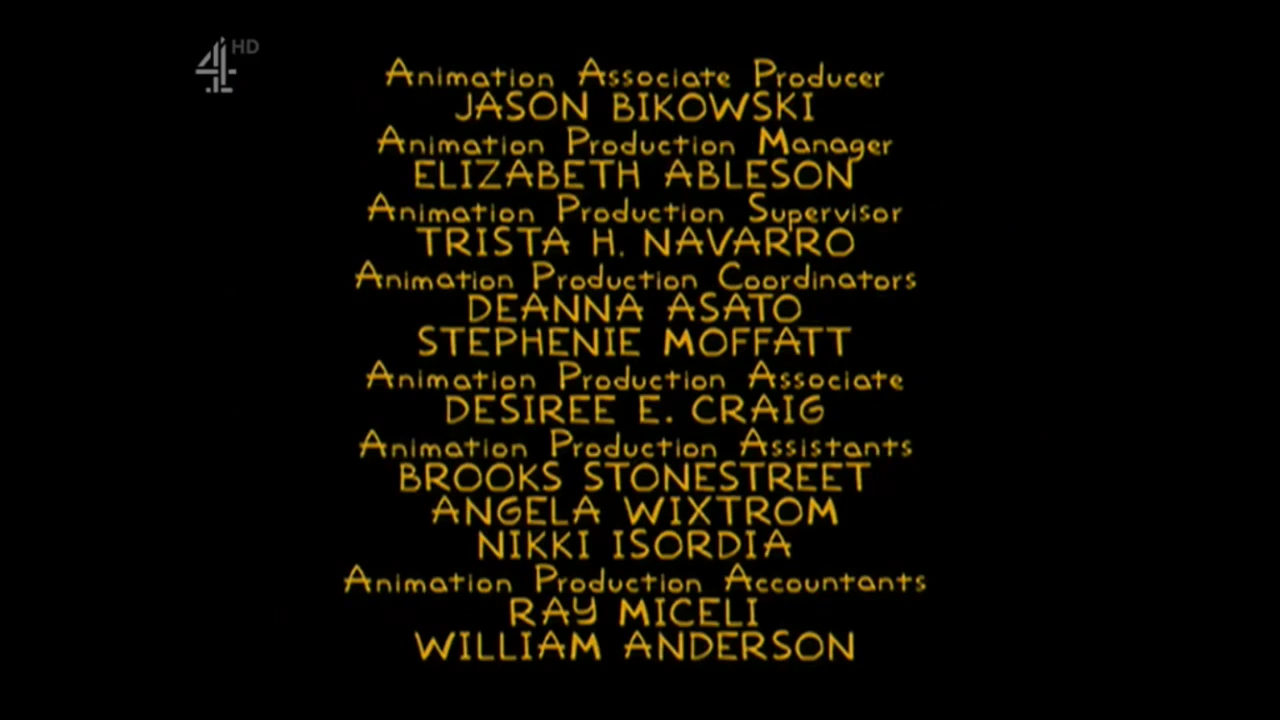 4 HD
Animation Associate Producer
JASON BIKOWSKI
Animation Production Manager
ELIZABETH ABLESON
Animation Production Supervisor
TRISTA H. NAVARRO
Animation Production Coordinators
DEANNA ASATO
STEPHENIE MOFFATT
Animation Production Associate
DESIREE E. CRAIG
Animation Production Assistants
BROOKS STONESTREET
ANGELA WIXTROM
NIKKI ISORDIA
Animation Production Accountants
RAY MICELI
WILLIAM ANDERSON